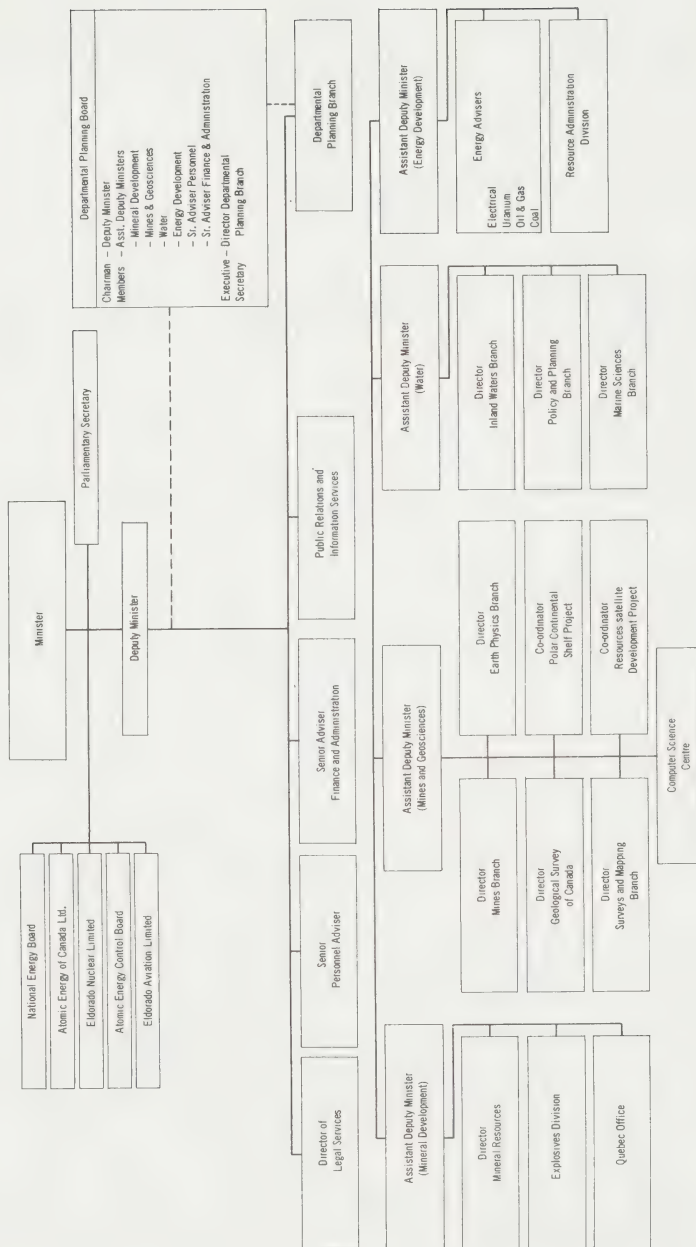 Minister
Parliamentary Secretary
Deputy Minister
National Energy Board
Atomic Energy of Canada Ltd.
Eldorado Nuclear Limited
Atomic Energy Control Board
Eldorado Aviation Limited
Departmental Planning Board
Chairman – Deputy Minister
Members – Asst. Deputy Ministers
– Mineral Development
– Mines & Geosciences
– Water
– Energy Development
– Sr. Adviser Personnel
– Sr. Adviser Finance & Administration
Executive – Director Departmental
Secretary Planning Branch
Director of
Legal Services
Senior
Personnel Adviser
Senior Adviser
Finance and Administration
Public Relations and
Information Services
Departmental
Planning Branch
Assistant Deputy Minister
(Mineral Development)
Director
Mineral Resources
Explosives Division
Quebec Office
Assistant Deputy Minister
(Mines and Geosciences)
Director
Mines Branch
Director
Geological Survey
of Canada
Director
Surveys and Mapping
Branch
Director
Earth Physics Branch
Co-ordinator
Polar Continental
Shelf Project
Co-ordinator
Resources satellite
Development Project
Computer Science
Centre
Assistant Deputy Minister
(Water)
Director
Inland Waters Branch
Director
Policy and Planning
Branch
Director
Marine Sciences
Branch
Assistant Deputy Minister
(Energy Development)
Energy Advisers
Electrical
Uranium
Oil & Gas
Coal
Resource Administration
Division